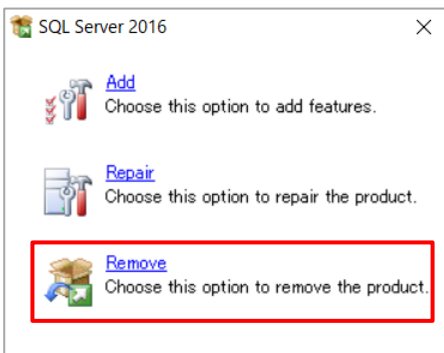 SQL Server 2016
Add
Choose this option to add features.
Repair
Choose this option to repair the product.
Remove
Choose this option to remove the product.